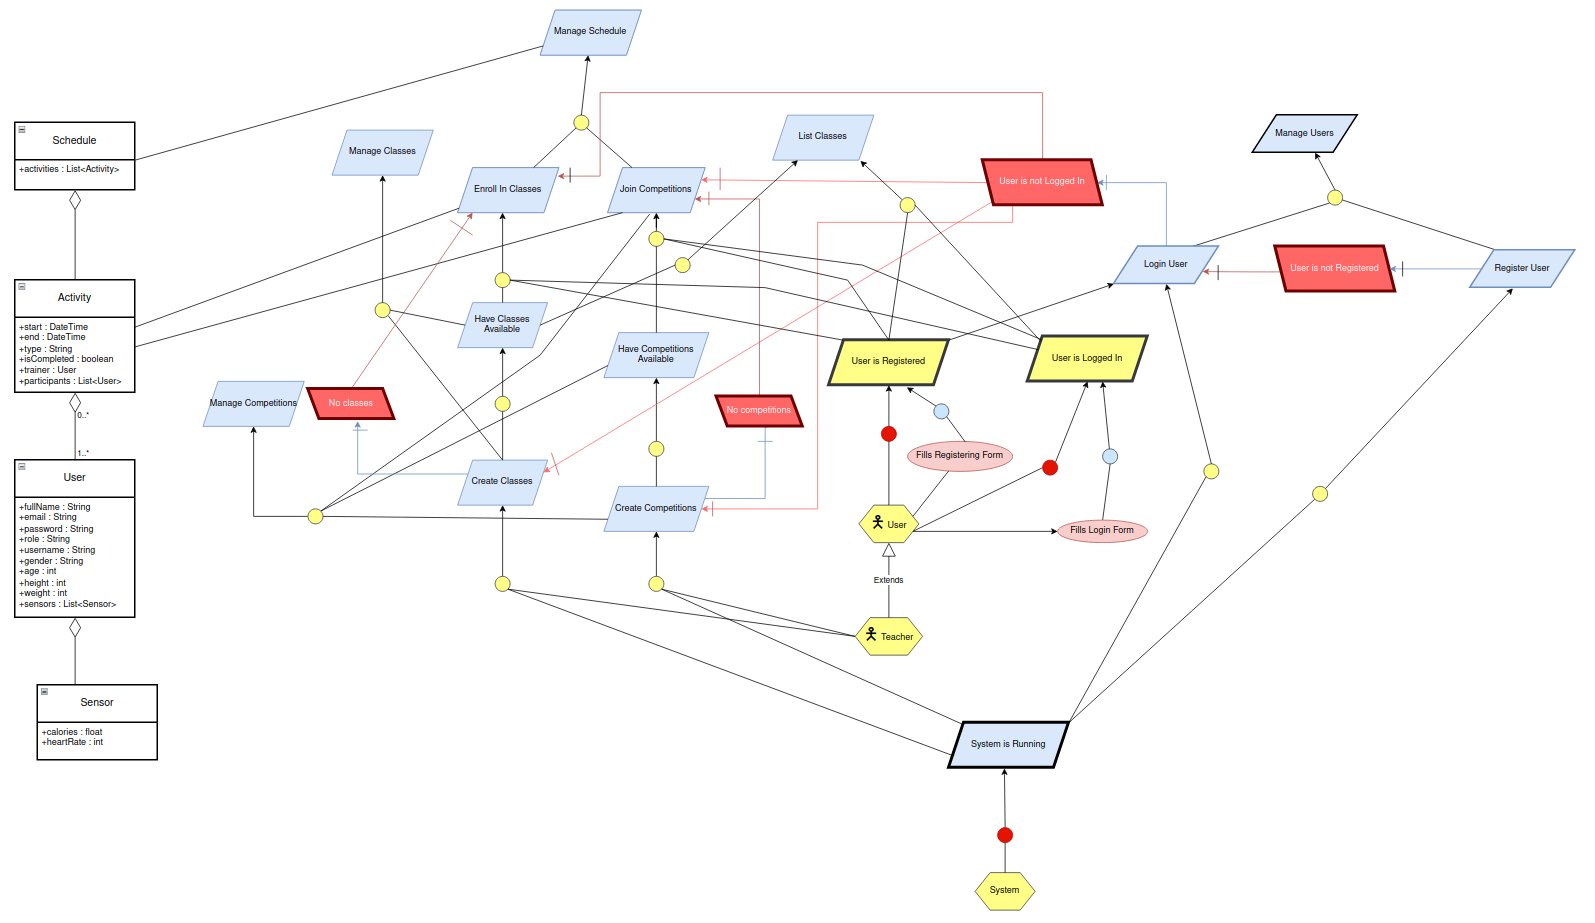 Manage Schedule
Schedule
+activities : List<Activity>
Manage Classes
List Classes
Manage Users
Enroll In Classes
Join Competitions
User is not Logged In
Login User
User is not Registered
Register User
Activity
+start : DateTime
+end : DateTime
+type : String
+isCompleted : boolean
+trainer : User
+participants : List<User>
0..*
1..*
Have Classes
Available
Have Competitions
Available
User is Registered
User is Logged In
Manage Competitions
No classes
No competitions
Fills Registering Form
User
+fullName : String
+email : String
+password : String
+role : String
+username : String
+gender : String
+age : int
+height : int
+weight : int
+sensors : List<Sensor>
Create Classes
Create Competitions
User
Fills Login Form
Extends
Teacher
Sensor
+calories : float
+heartRate : int
System is Running
System